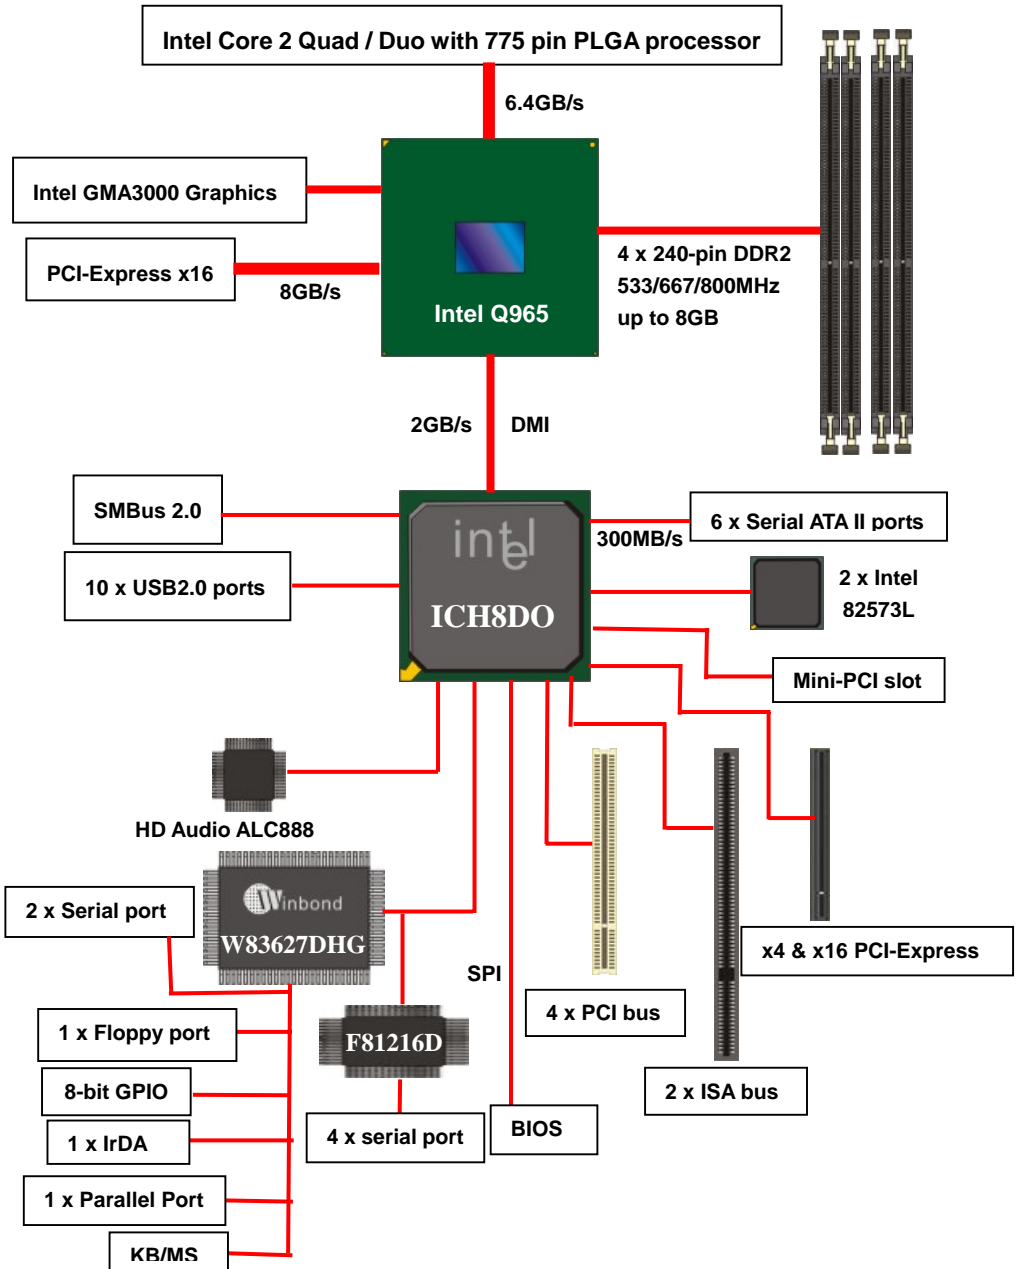 Intel Core 2 Quad / Duo with 775 pin PLGA processor
6.4GB/s
Intel GMA3000 Graphics
PCI-Express x16
8GB/s
Intel Q965
4 x 240-pin DDR2
533/667/800MHz
up to 8GB
2GB/s
DMI
SMBus 2.0
10 x USB2.0 ports
intel
ICH8DO
300MB/s
6 x Serial ATA II ports
2 x Intel
82573L
Mini-PCI slot
HD Audio ALC888
Winbond
W83627DHG
2 x Serial port
1 x Floppy port
8-bit GPIO
1 x IrDA
1 x Parallel Port
KB/MS
F81216D
4 x serial port
SPI
BIOS
4 x PCI bus
2 x ISA bus
x4 & x16 PCI-Express